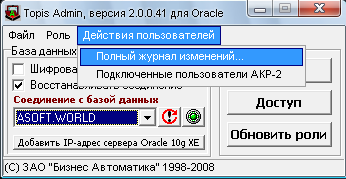 Topis Admin, версия 2.0.0.41 для Oracle
Файл Роль Действия пользователей
Полный журнал изменений...
Подключенные пользователи АКР-2
База данных
Шифрова
Восстанавливать соединение
Соединение с базой данных
ASOFT.WORLD
Добавить IP-адрес сервера Oracle 10g XE
Доступ
Обновить роли
(C) ЗАО "Бизнес Автоматика" 1998-2008